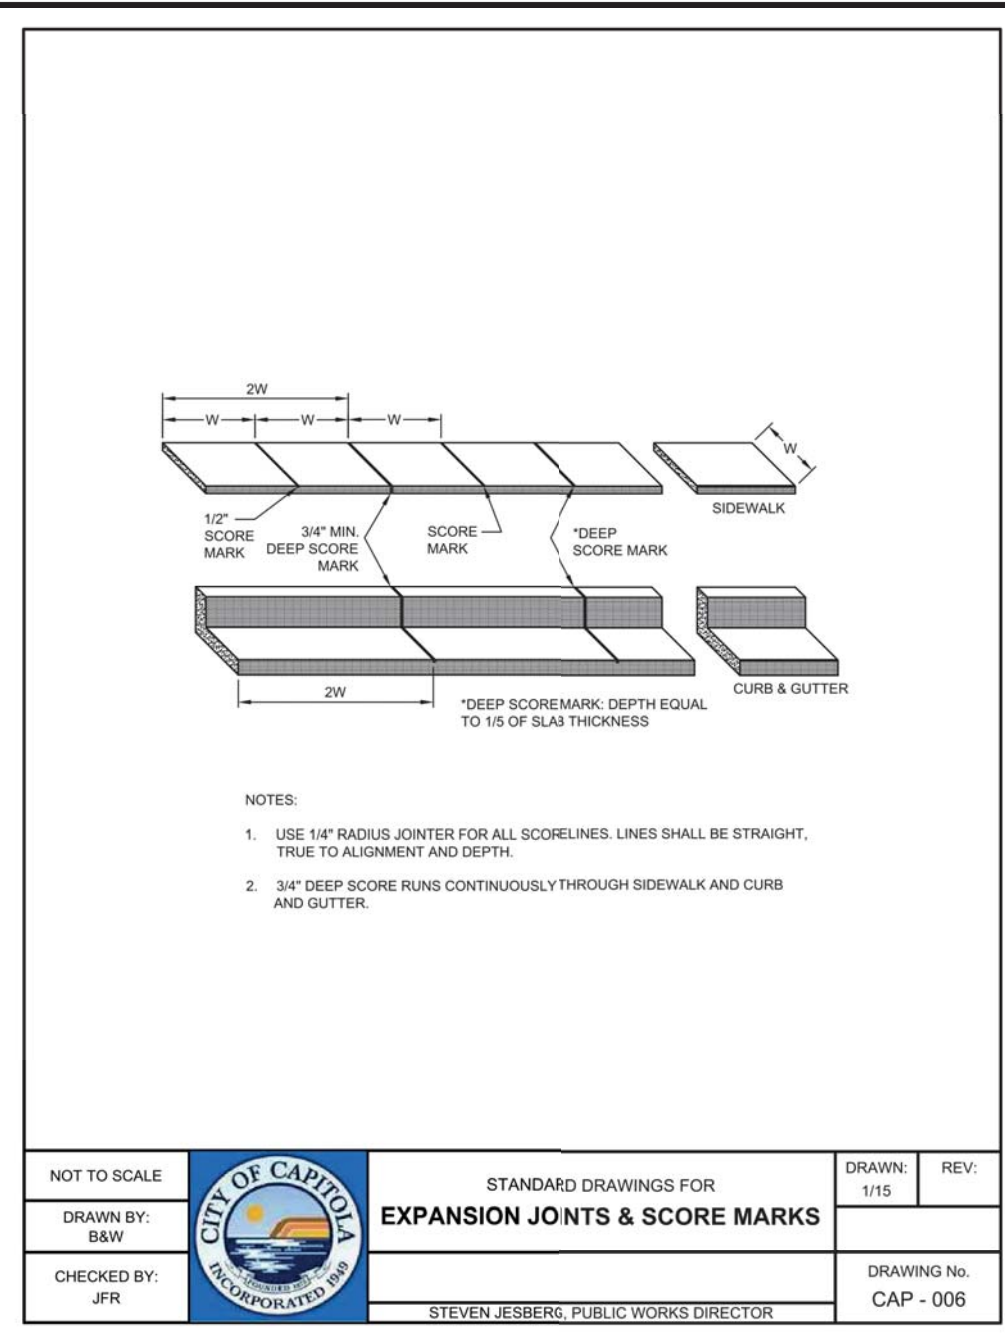 2W
W
W
W
W
SIDEWALK
1/2"
SCORE
MARK
3/4" MIN.
DEEP SCORE
MARK
SCORE
MARK
*DEEP
SCORE MARK
CURB & GUTTER
2W
*DEEP SCORE MARK: DEPTH EQUAL
TO 1/5 OF SLAB THICKNESS
NOTES:
1. USE 1/4" RADIUS JOINTER FOR ALL SCORELINES. LINES SHALL BE STRAIGHT,
TRUE TO ALIGNMENT AND DEPTH.
2. 3/4" DEEP SCORE RUNS CONTINUOUSLY THROUGH SIDEWALK AND CURB
AND GUTTER.
NOT TO SCALE
DRAWN BY:
B&W
CHECKED BY:
JFR
CITY OF CAPITOLA
INCORPORATED 1949
STANDARD DRAWINGS FOR
EXPANSION JOINTS & SCORE MARKS
STEVEN JESBERG, PUBLIC WORKS DIRECTOR
DRAWN:
1/15
REV:
DRAWING No.
CAP - 006